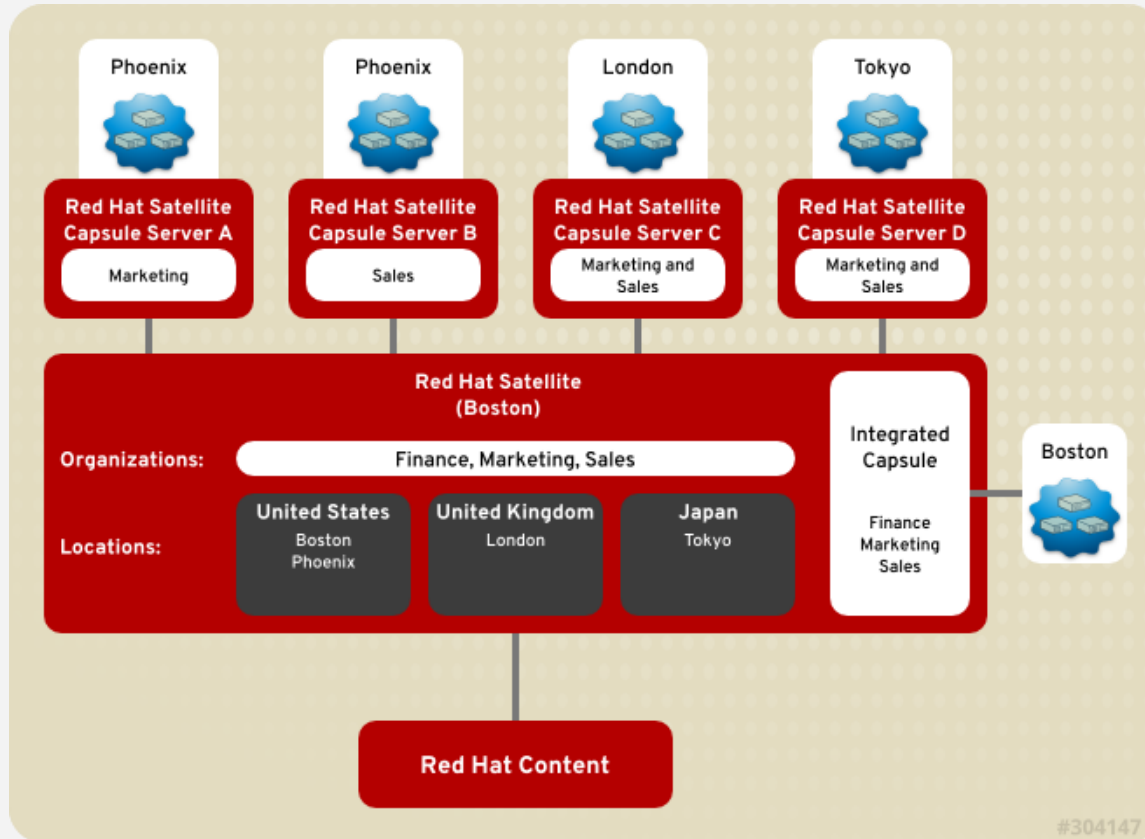 Phoenix
Phoenix
London
Tokyo
Red Hat Satellite
Capsule Server A
Marketing
Red Hat Satellite
Capsule Server B
Sales
Red Hat Satellite
Capsule Server C
Marketing and
Sales
Red Hat Satellite
Capsule Server D
Marketing and
Sales
Red Hat Satellite
(Boston)
Organizations:
Finance, Marketing, Sales
Locations:
United States
Boston
Phoenix
United Kingdom
London
Japan
Tokyo
Integrated
Capsule
Finance
Marketing
Sales
Boston
Red Hat Content
#304147